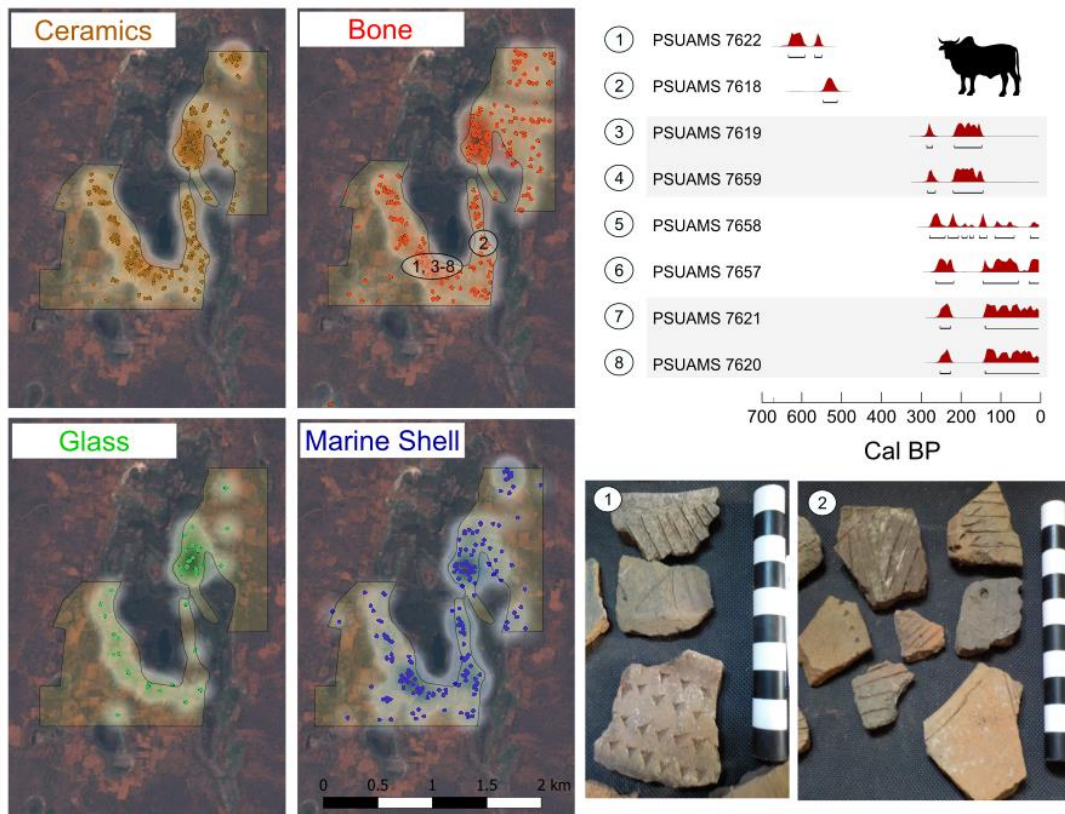 Ceramics
Bone
2
1, 3-8
Glass
Marine Shell
0 0.5 1 1.5 2 km
1 PSUAMS 7622
2 PSUAMS 7618
3 PSUAMS 7619
4 PSUAMS 7659
5 PSUAMS 7658
6 PSUAMS 7657
7 PSUAMS 7621
8 PSUAMS 7620
700 600 500 400 300 200 100 0
Cal BP
1
2